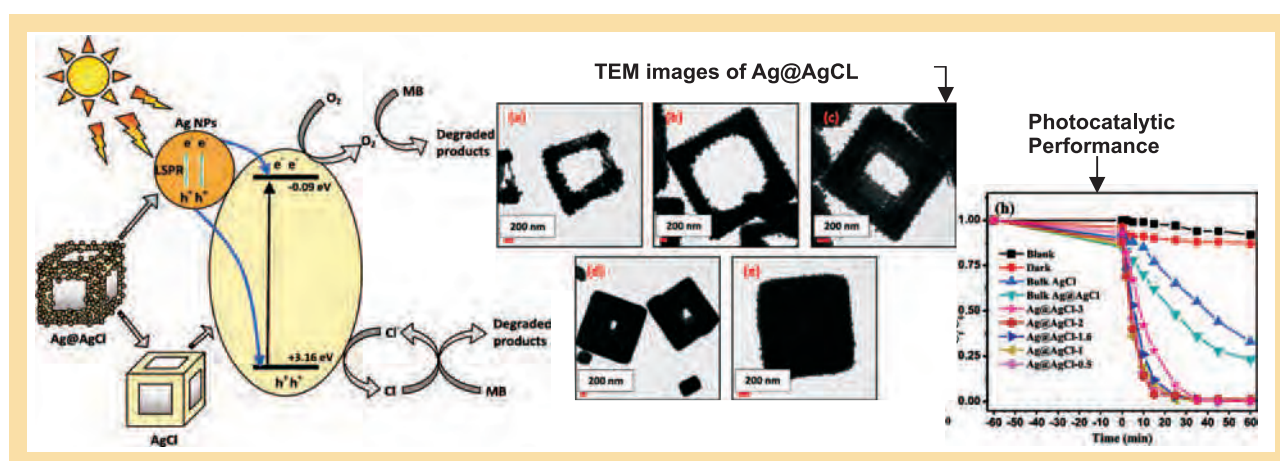 TEM images of Ag@AgCL
Photocatalytic
Performance
Ag NPs
e⁻ e⁻
LSPR
h⁺ h⁺
e⁻ e⁻
-0.09 eV
O₂
O₂
MB
Degraded
products
Ag@AgCl
AgCl
+3.16 eV
h⁺ h⁺
Cl
Cl
MB
Degraded
products
(a)
200 nm
(b)
200 nm
(c)
200 nm
(d)
200 nm
(e)
200 nm
(h)
1.00
0.75
0.50
0.25
0.00
Blank
Dark
Bulk AgCl
Bulk Ag@AgCl
Ag@AgCl-3
Ag@AgCl-2
Ag@AgCl-1.6
Ag@AgCl-1
Ag@AgCl-0.5
-60 -50 -40 -30 -20 -10 0 10 20 30 40 50 60
Time (min)
0